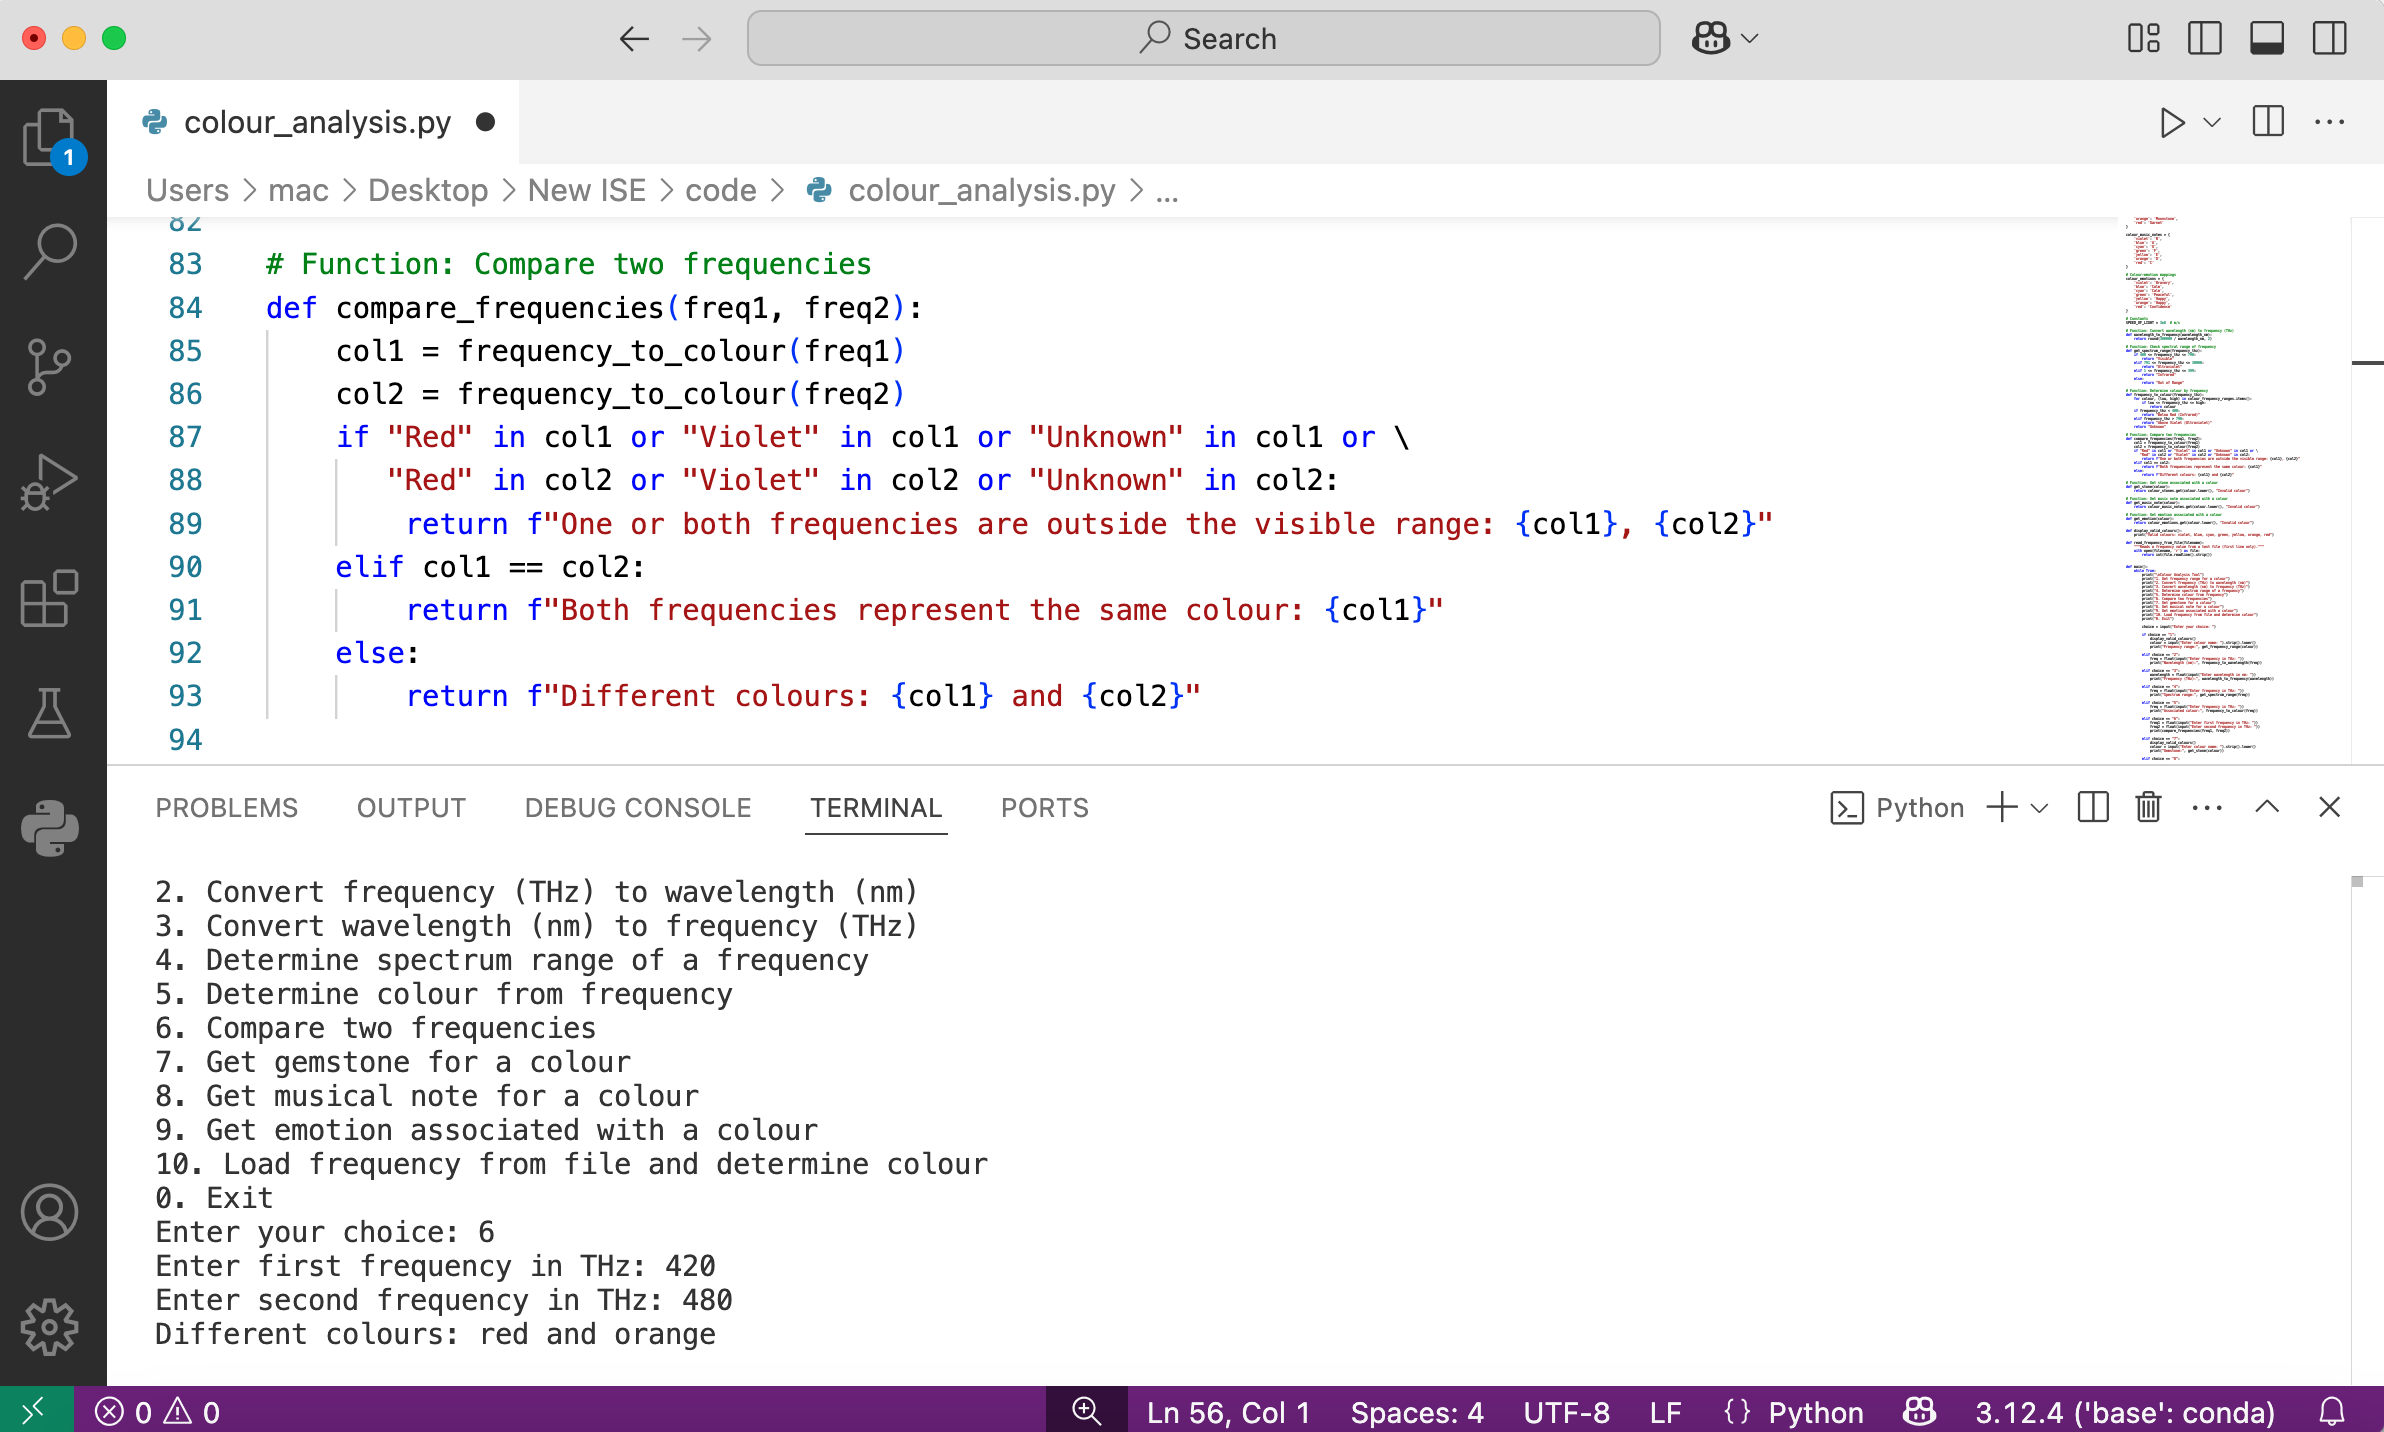 Search
colour_analysis.py
1
Users > mac > Desktop > New ISE > code > colour_analysis.py > ...
82
83 # Function: Compare two frequencies
84 def compare_frequencies(freq1, freq2):
85 col1 = frequency_to_colour(freq1)
86 col2 = frequency_to_colour(freq2)
87 if "Red" in col1 or "Violet" in col1 or "Unknown" in col1 or \
88 "Red" in col2 or "Violet" in col2 or "Unknown" in col2:
89 return f"One or both frequencies are outside the visible range: {col1}, {col2}"
90 elif col1 == col2:
91 return f"Both frequencies represent the same colour: {col1}"
92 else:
93 return f"Different colours: {col1} and {col2}"
94
PROBLEMS OUTPUT DEBUG CONSOLE TERMINAL PORTS Python
2. Convert frequency (THz) to wavelength (nm)
3. Convert wavelength (nm) to frequency (THz)
4. Determine spectrum range of a frequency
5. Determine colour from frequency
6. Compare two frequencies
7. Get gemstone for a colour
8. Get musical note for a colour
9. Get emotion associated with a colour
10. Load frequency from file and determine colour
0. Exit
Enter your choice: 6
Enter first frequency in THz: 420
Enter second frequency in THz: 480
Different colours: red and orange
0 0 Ln 56, Col 1 Spaces: 4 UTF-8 LF {} Python 3.12.4 ('base': conda)